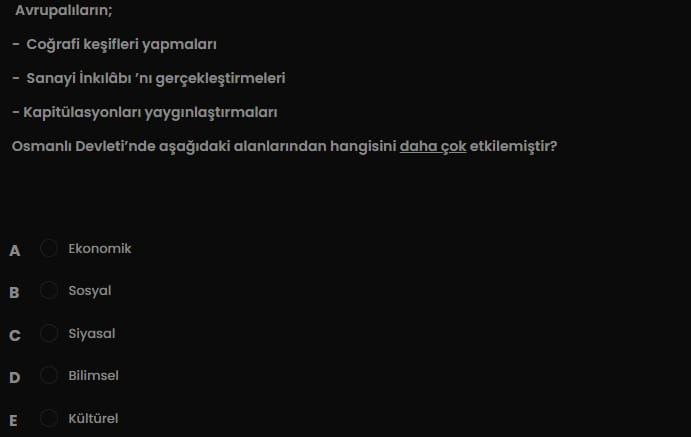 Avrupalıların;
- Coğrafi keşifleri yapmaları
- Sanayi İnkılâbı 'nı gerçekleştirmeleri
- Kapitülasyonları yaygınlaştırmaları
Osmanlı Devleti'nde aşağıdaki alanlarından hangisini daha çok etkilemiştir?
A Ekonomik
B Sosyal
C Siyasal
D Bilimsel
E Kültürel